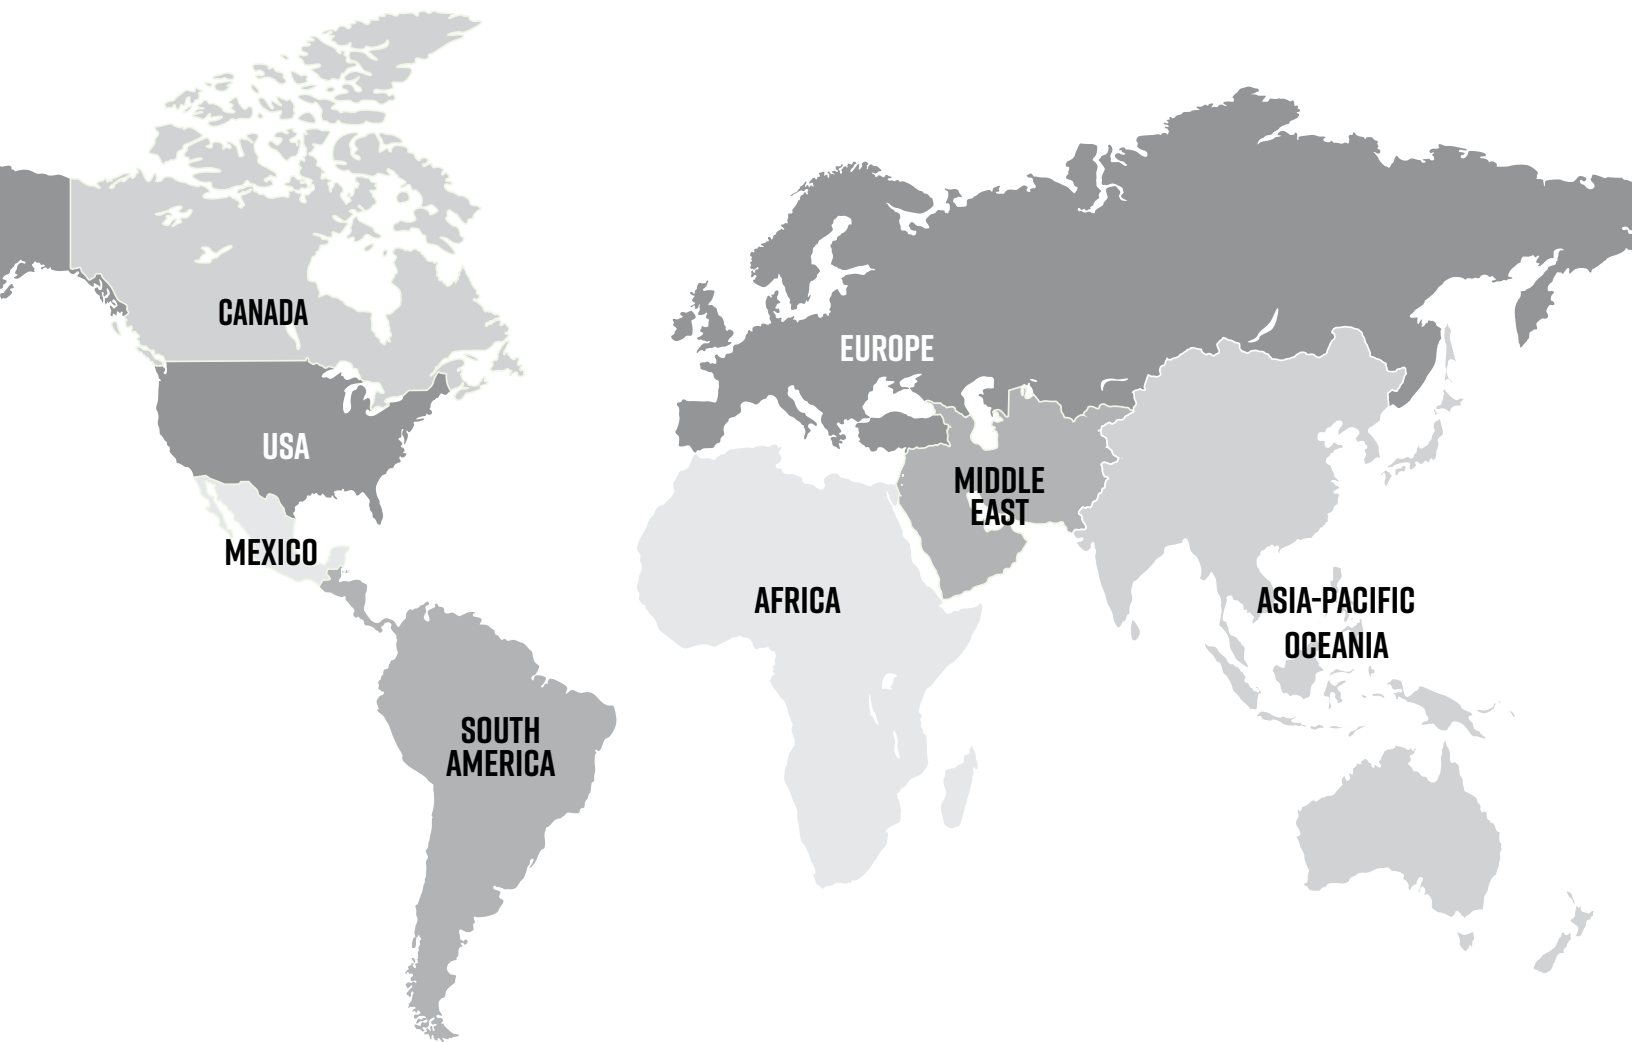 CANADA
EUROPE
USA
MIDDLE
EAST
MEXICO
AFRICA
ASIA-PACIFIC
OCEANIA
SOUTH
AMERICA